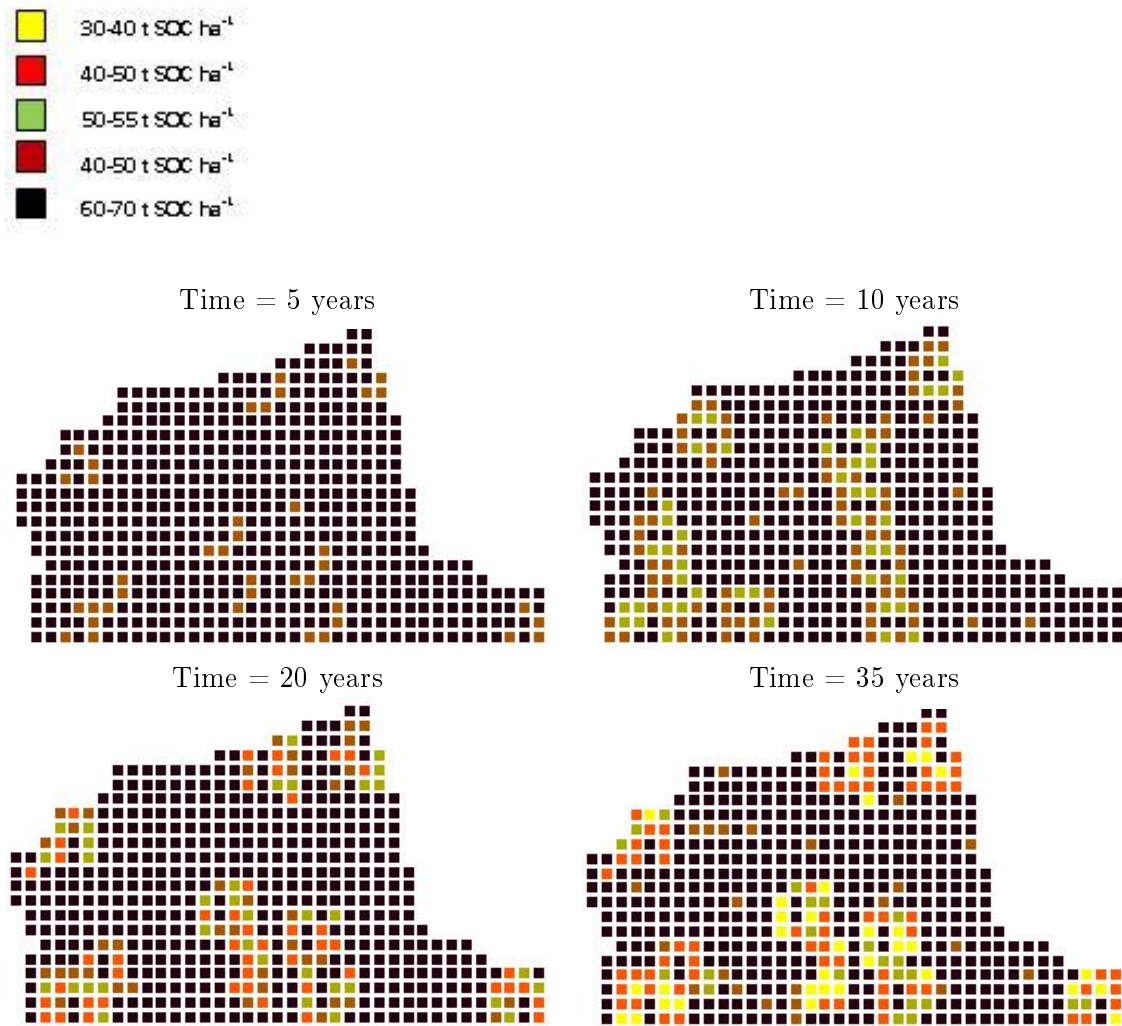 30-40 t SOC ha⁻¹
40-50 t SOC ha⁻¹
50-55 t SOC ha⁻¹
40-50 t SOC ha⁻¹
60-70 t SOC ha⁻¹
Time = 5 years
Time = 10 years
Time = 20 years
Time = 35 years